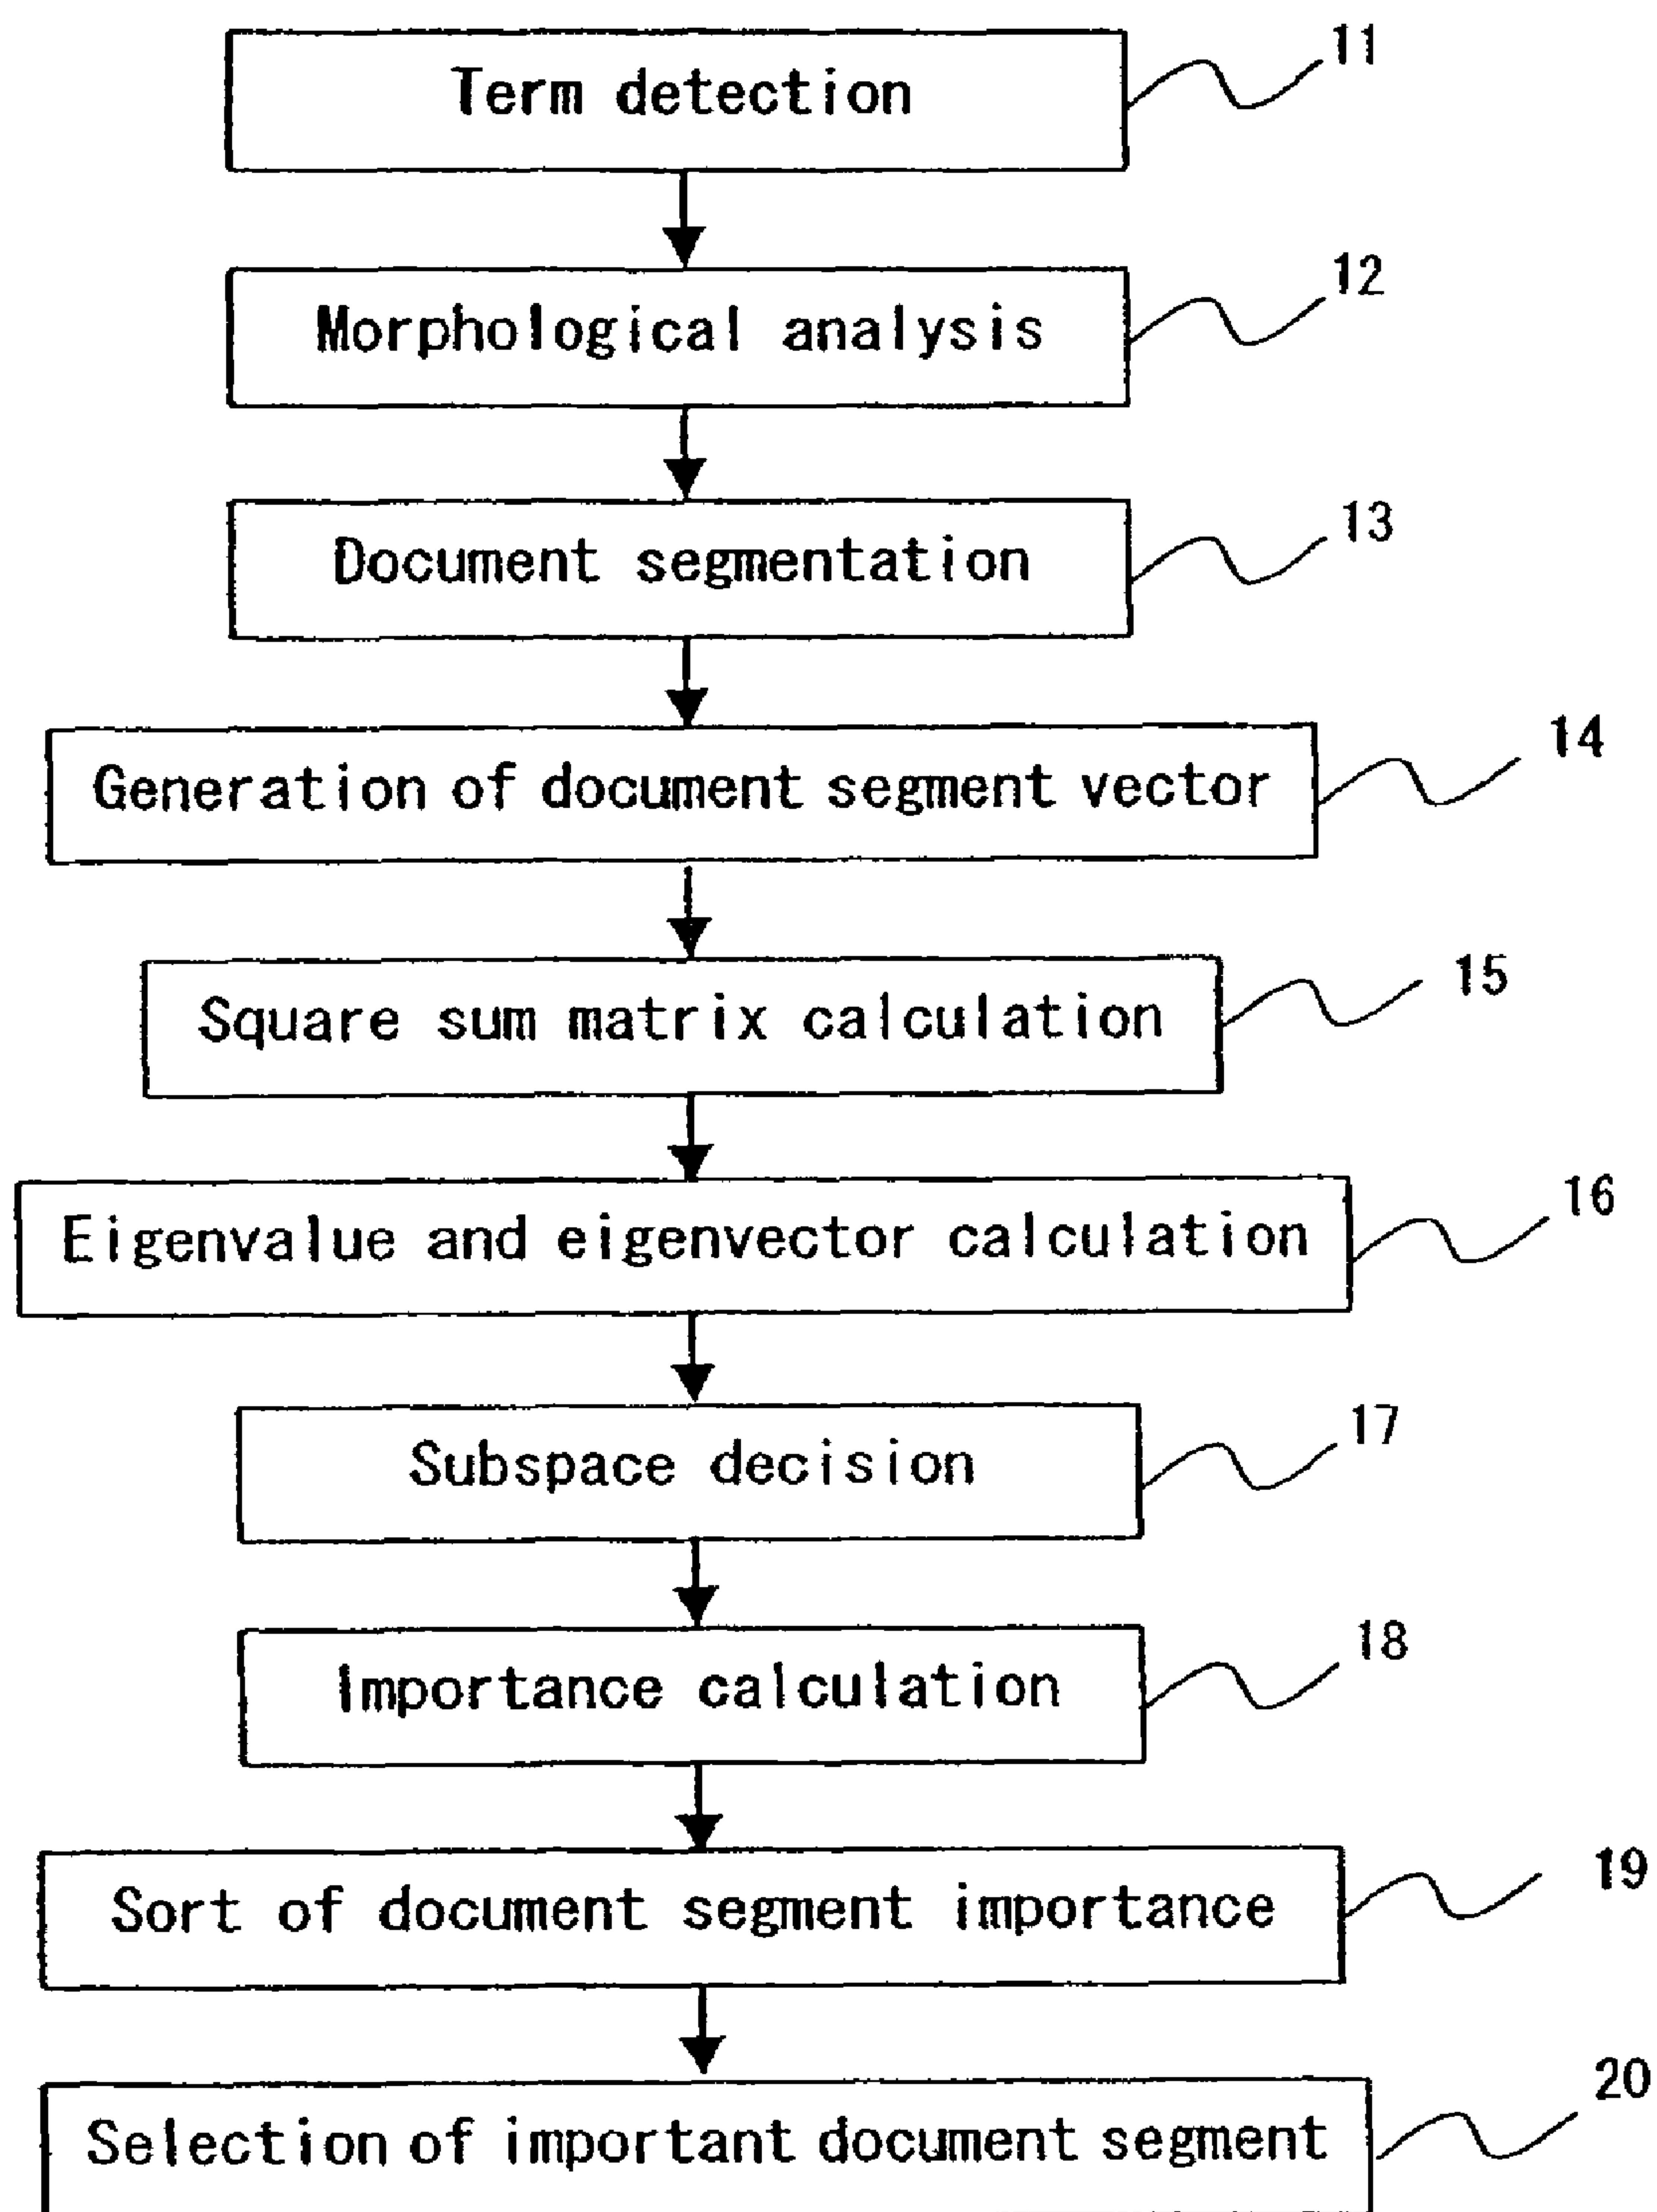 Term detection 11
Morphological analysis 12
Document segmentation 13
Generation of document segment vector 14
Square sum matrix calculation 15
Eigenvalue and eigenvector calculation 16
Subspace decision 17
Importance calculation 18
Sort of document segment importance 19
Selection of important document segment 20